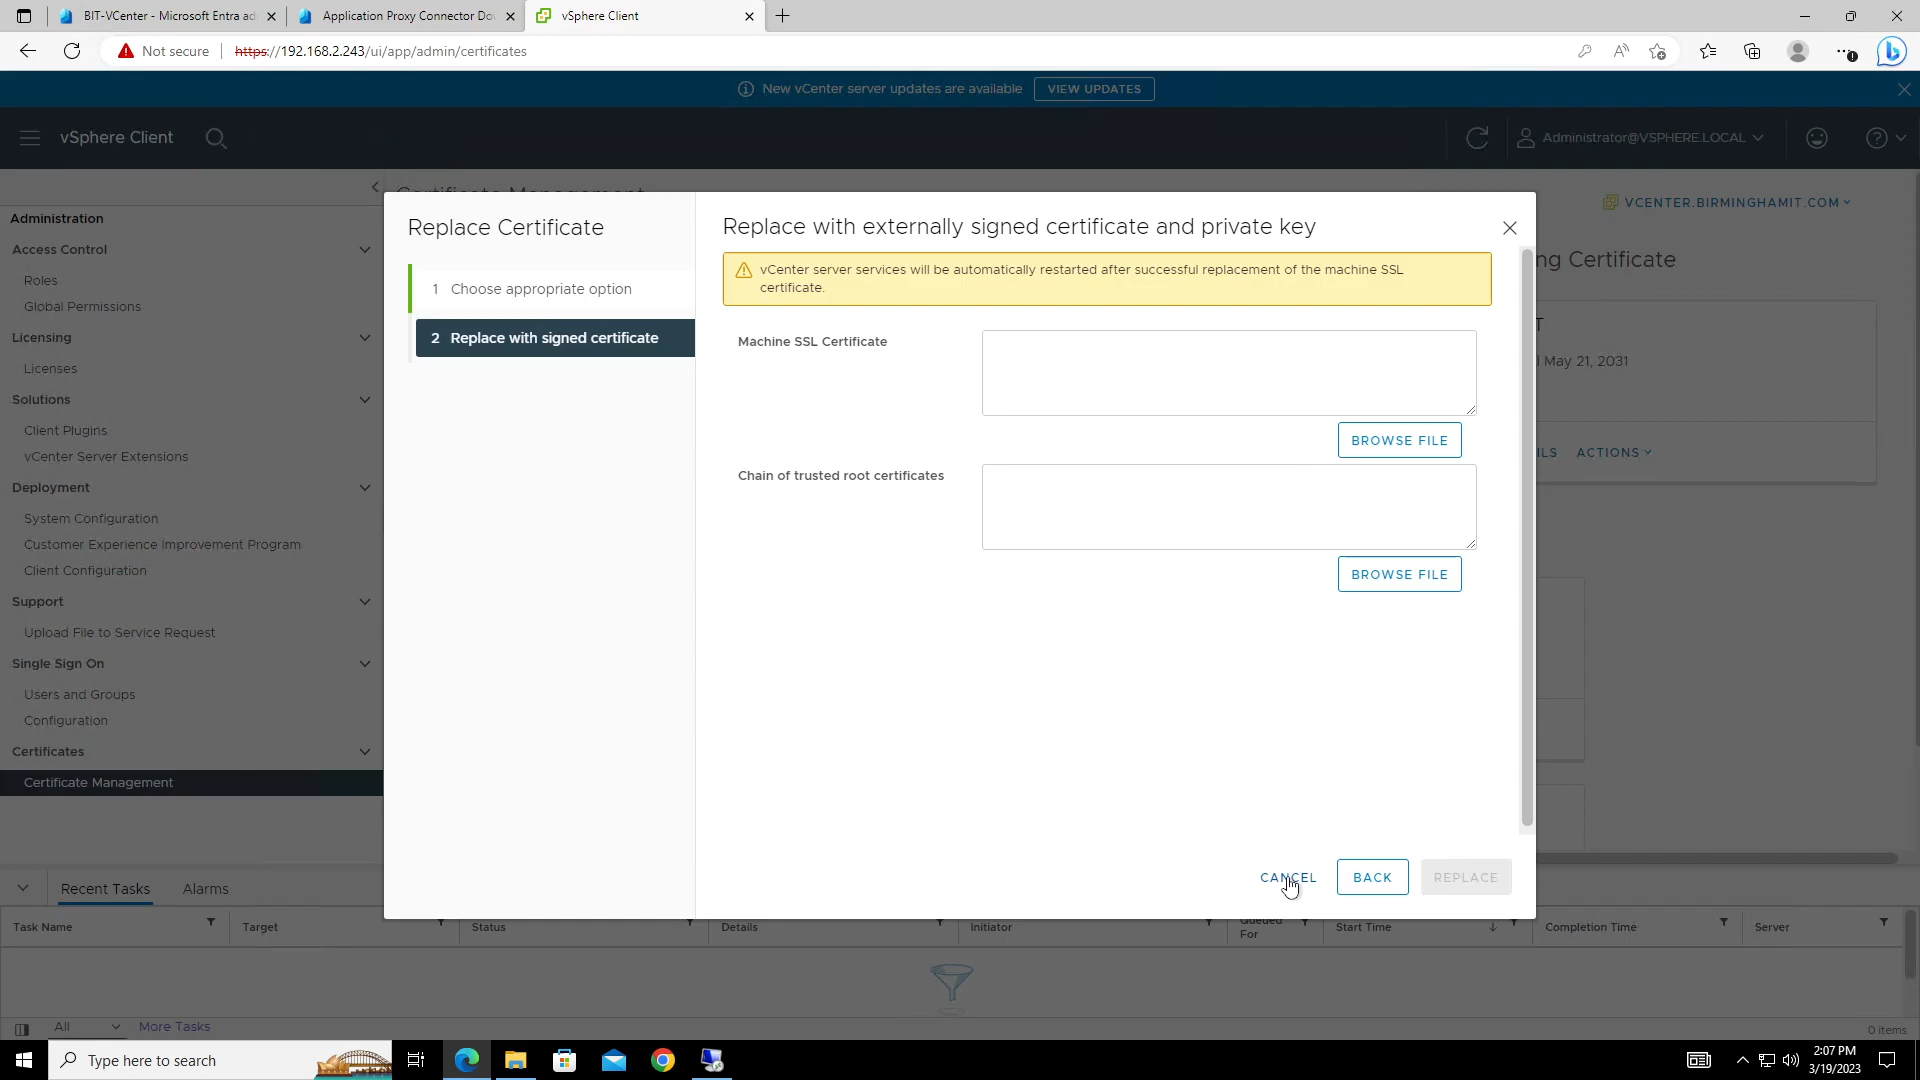 BIT-VCenter - Microsoft Entra ad
Application Proxy Connector Dov
vSphere Client
Not secure
https://192.168.2.243/ui/app/admin/certificates
New vCenter server updates are available
VIEW UPDATES
vSphere Client
Administrator@VSPHERE.LOCAL
Certificate Management
VCENTER.BIRMINGHAMIT.COM
Administration
Access Control
Roles
Global Permissions
Licensing
Licenses
Solutions
Client Plugins
vCenter Server Extensions
Deployment
System Configuration
Customer Experience Improvement Program
Client Configuration
Support
Upload File to Service Request
Single Sign On
Users and Groups
Configuration
Certificates
Certificate Management
Replace Certificate
1 Choose appropriate option
2 Replace with signed certificate
Replace with externally signed certificate and private key
vCenter server services will be automatically restarted after successful replacement of the machine SSL
certificate.
Machine SSL Certificate
BROWSE FILE
Chain of trusted root certificates
BROWSE FILE
CANCEL
BACK
REPLACE
ng Certificate
T
l May 21, 2031
ILS
ACTIONS
Recent Tasks
Alarms
Task Name
Target
Status
Details
Initiator
Queued
For
Start Time
Completion Time
Server
All
More Tasks
0 items
Type here to search
2:07 PM
3/19/2023